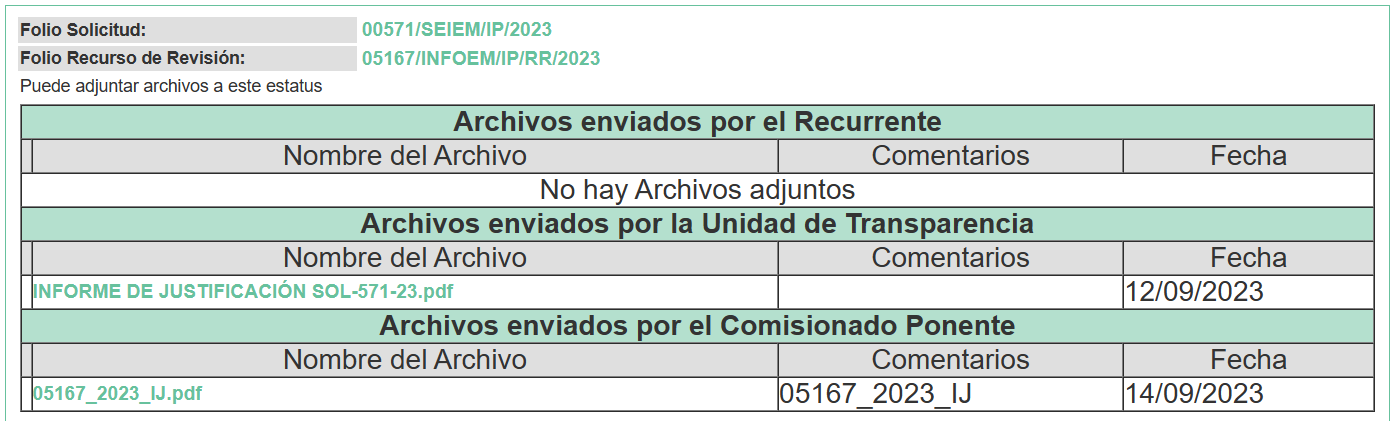 Folio Solicitud: 00571/SEIEM/IP/2023
Folio Recurso de Revisión: 05167/INFOEM/IP/RR/2023
Puede adjuntar archivos a este estatus
Archivos enviados por el Recurrente
Nombre del Archivo Comentarios Fecha
No hay Archivos adjuntos
Archivos enviados por la Unidad de Transparencia
Nombre del Archivo Comentarios Fecha
INFORME DE JUSTIFICACIÓN SOL-571-23.pdf 12/09/2023
Archivos enviados por el Comisionado Ponente
Nombre del Archivo Comentarios Fecha
05167_2023_IJ.pdf 05167_2023_IJ 14/09/2023